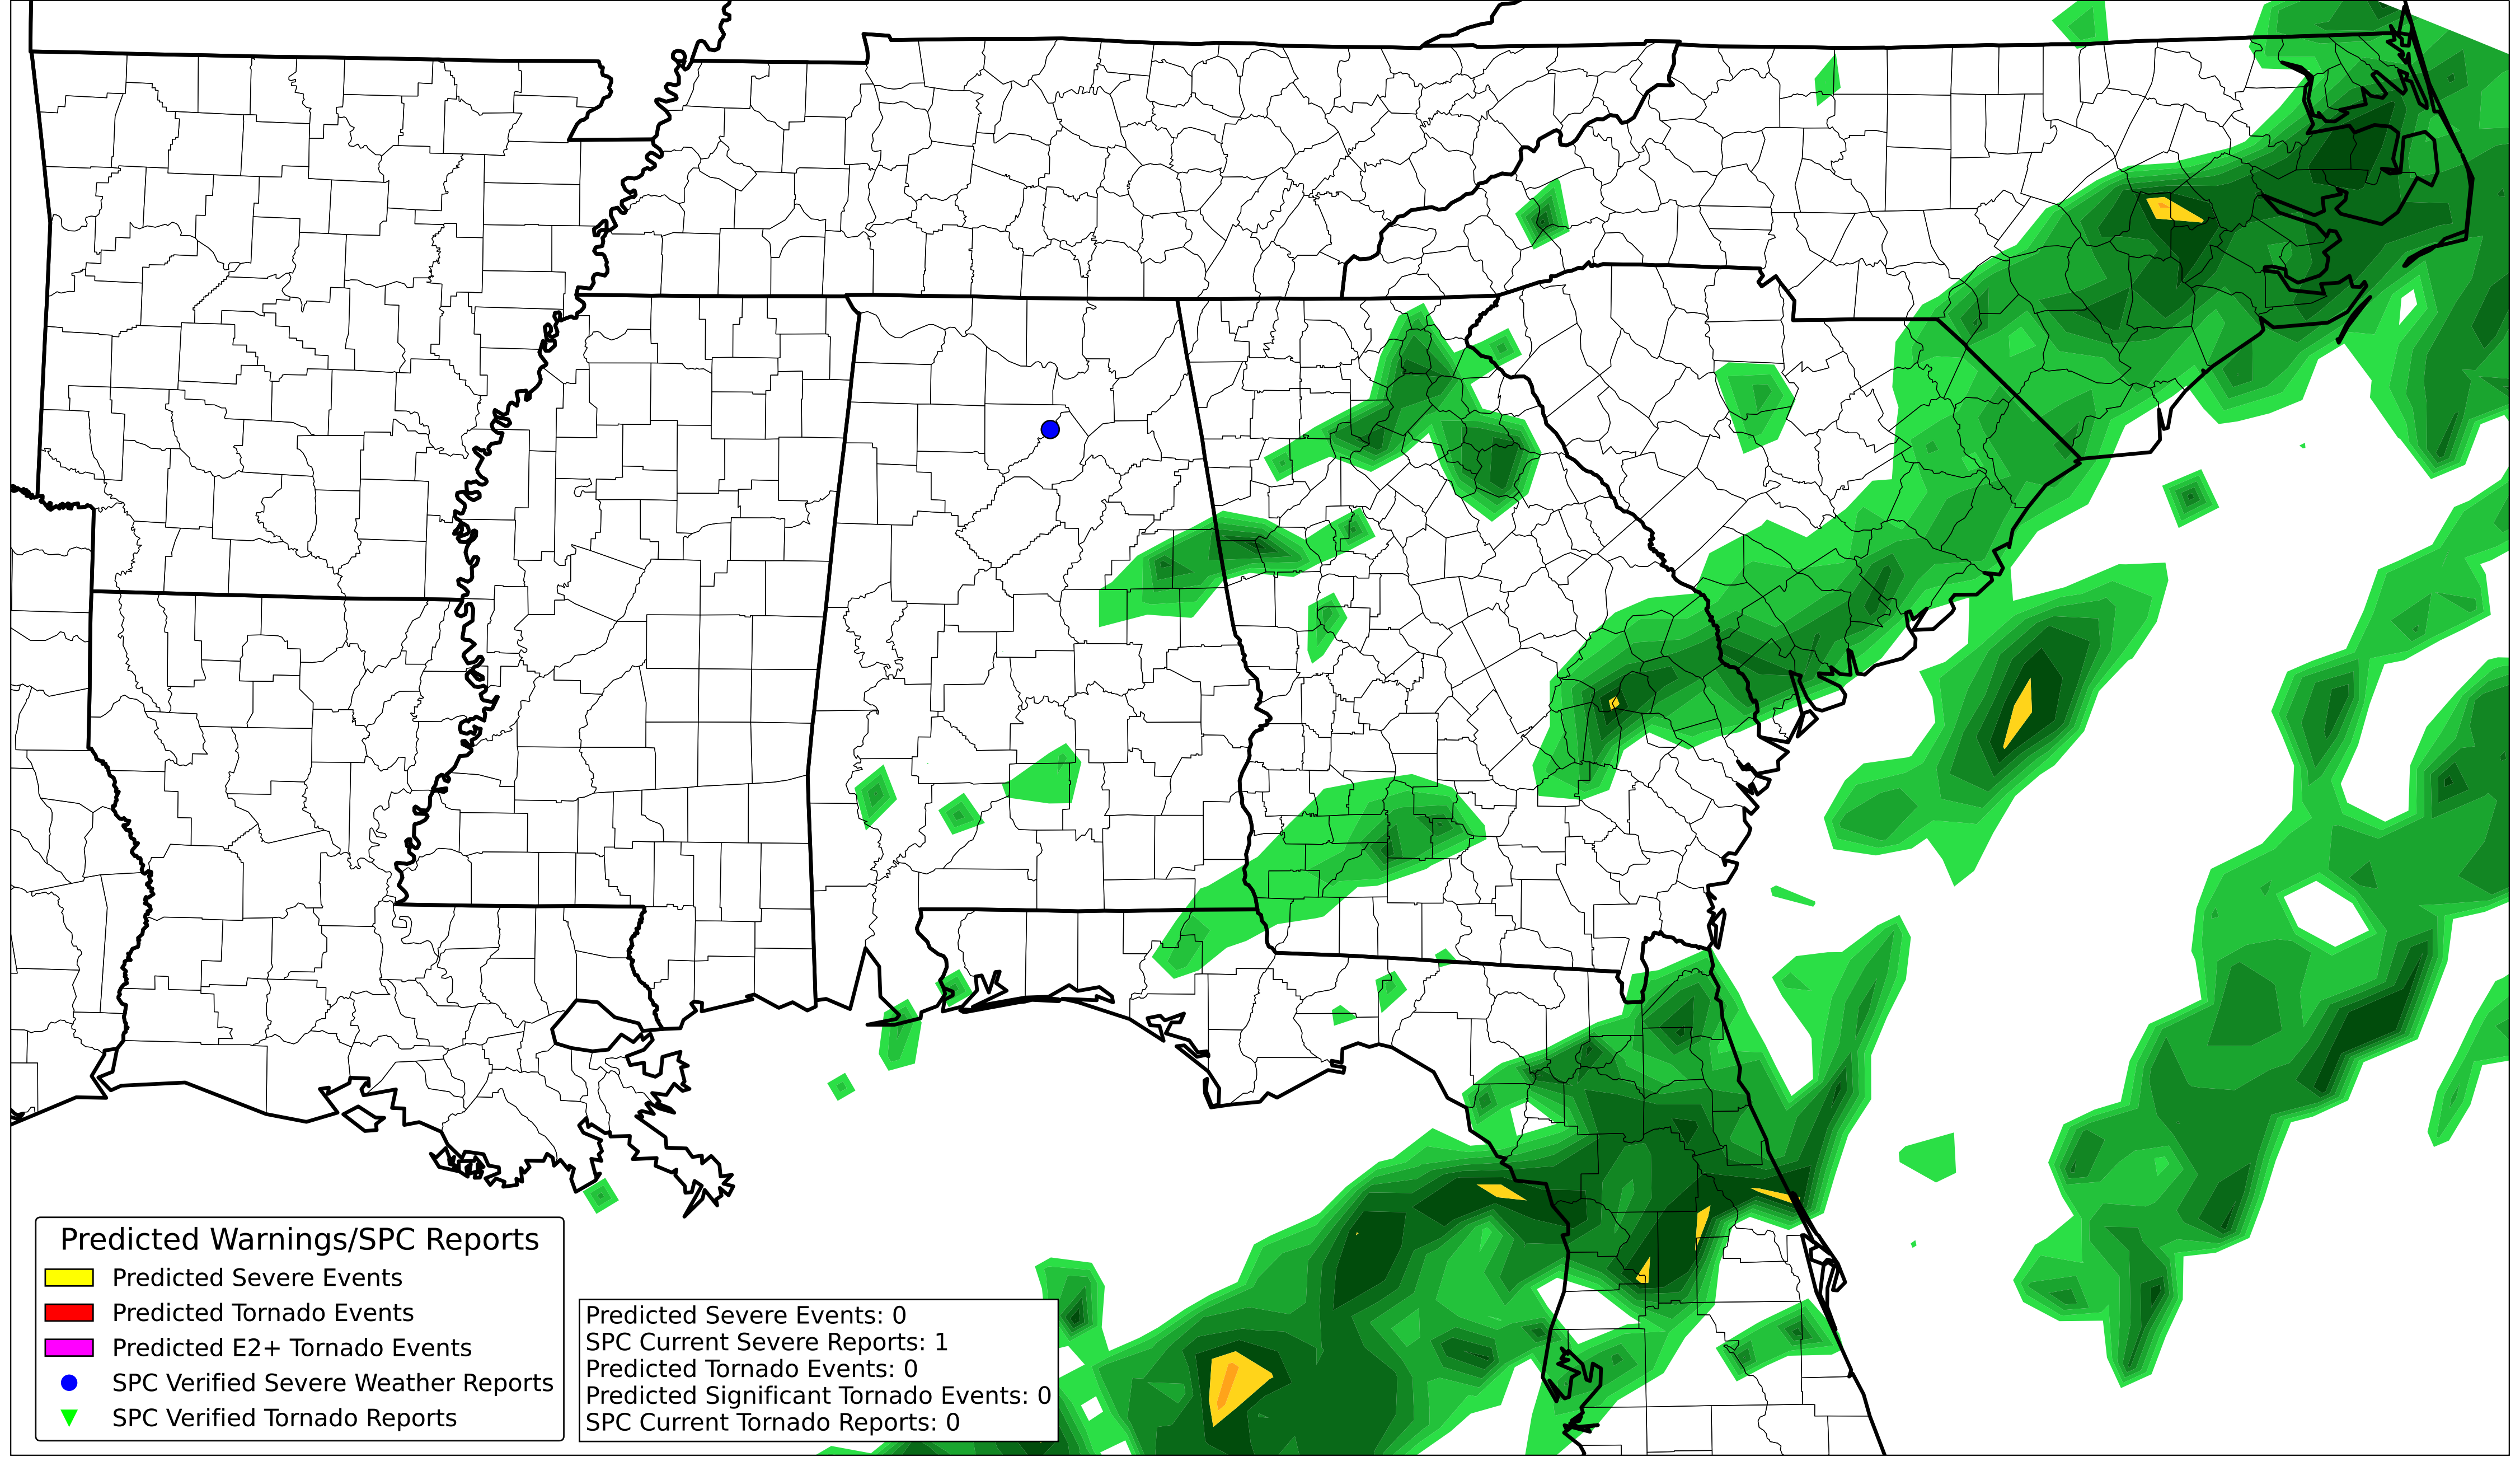 Predicted Warnings/SPC Reports
Predicted Severe Events
Predicted Tornado Events
Predicted E2+ Tornado Events
SPC Verified Severe Weather Reports
SPC Verified Tornado Reports
Predicted Severe Events: 0
SPC Current Severe Reports: 1
Predicted Tornado Events: 0
Predicted Significant Tornado Events: 0
SPC Current Tornado Reports: 0